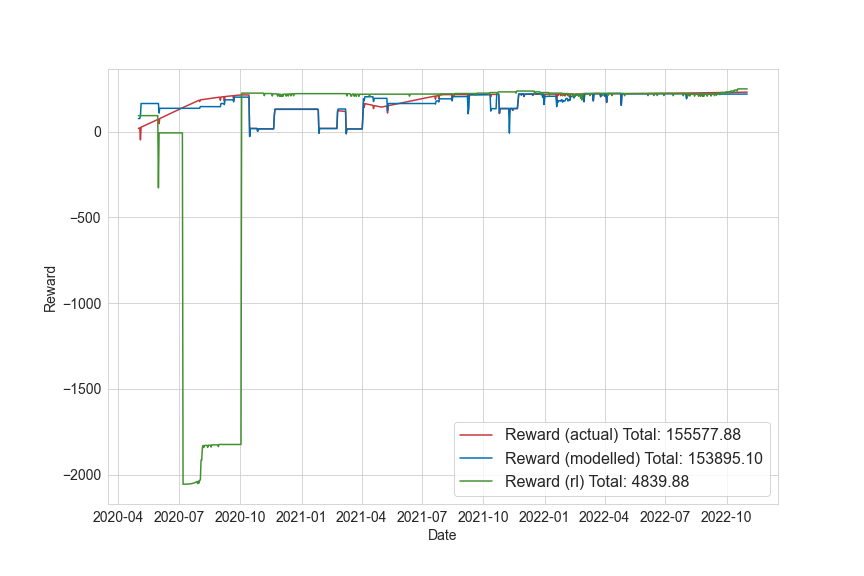 0
−500
−1000
−1500
−2000
Reward
Reward (actual) Total: 155577.88
Reward (modelled) Total: 153895.10
Reward (rl) Total: 4839.88
2020-04 2020-07 2020-10 2021-01 2021-04 2021-07 2021-10 2022-01 2022-04 2022-07 2022-10
Date